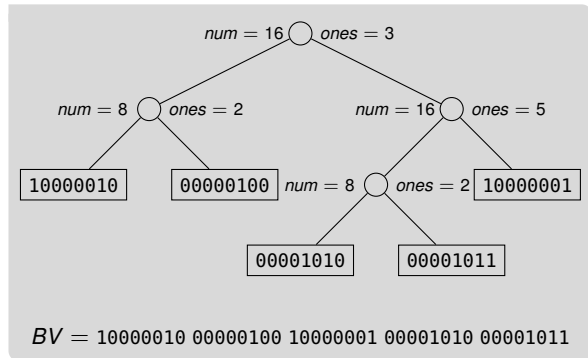 num = 16 ones = 3
num = 8 ones = 2 num = 16 ones = 5
10000010 00000100 num = 8 ones = 2 10000001
00001010 00001011
BV = 10000010 00000100 10000001 00001010 00001011